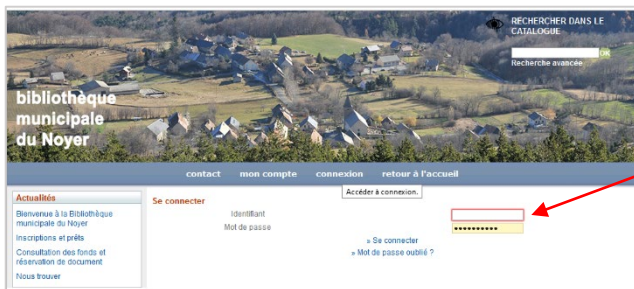 RECHERCHER DANS LE
CATALOGUE
OK
Recherche avancée
bibliothèque
municipale
du Noyer
contact mon compte connexion retour à l'accueil
Accéder à connexion.
Actualités
Bienvenue à la Bibliothèque
municipale du Noyer
Inscriptions et prêts
Consultation des fonds et
réservation de document
Nous trouver
Se connecter
Identifiant
Mot de passe
••••••••••
» Se connecter
» Mot de passe oublié ?